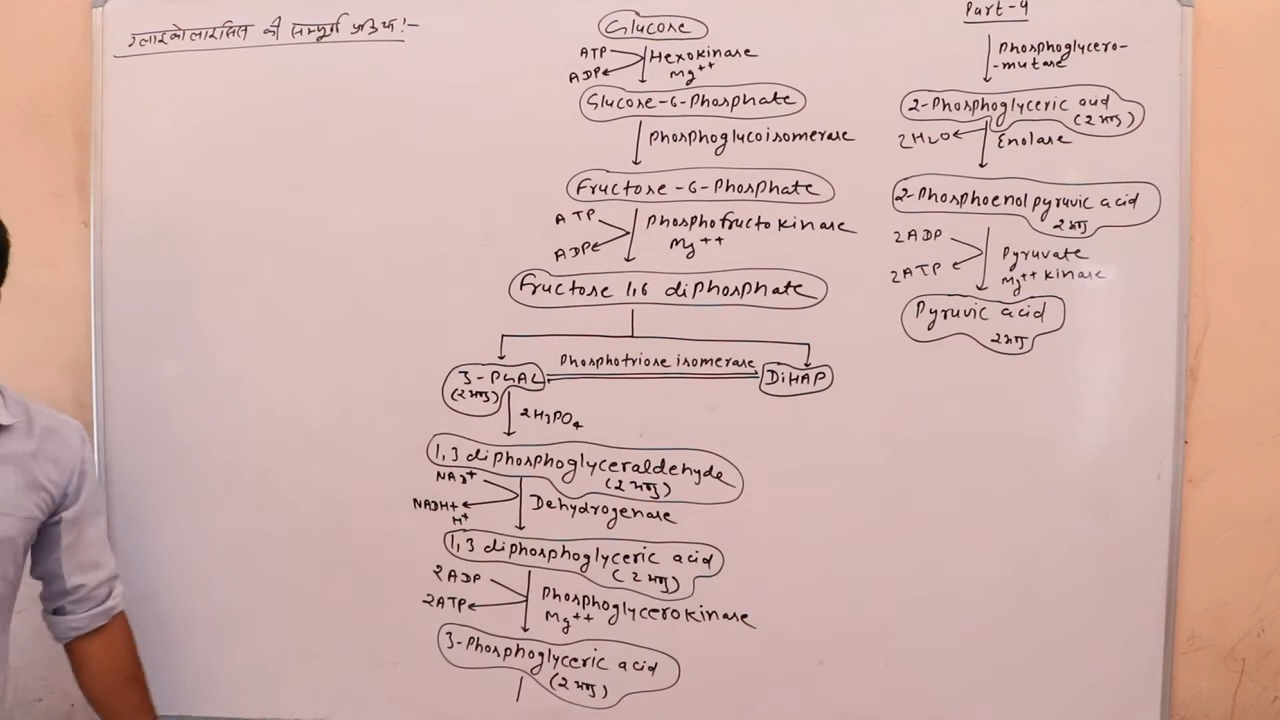 ग्लाइकोलाइसिस की सम्पूर्ण प्रक्रिया :-
Glucose
ATP
ADP
Hexokinase
Mg++
Glucose-6-Phosphate
Phosphoglucoisomerase
Fructose-6-Phosphate
ATP
ADP
Phosphofructokinase
Mg++
Fructose 1,6 diphosphate
3-PGAL
(2 अणु)
Phosphotriose isomerase
DiHAP
2H3PO4
1,3 diphosphoglyceraldehyde
(2 अणु)
NAD+
NADH+
H+
Dehydrogenase
1,3 diphosphoglyceric acid
(2 अणु)
2ADP
2ATP
Phosphoglycerokinase
Mg++
3-Phosphoglyceric acid
(2 अणु)
Part-4
Phosphoglycero-
-mutase
2-Phosphoglyceric acid
(2 अणु)
2H2O
Enolase
2-Phosphoenolpyruvic acid
2 अणु
2ADP
2ATP
Pyruvate
Mg++ kinase
Pyruvic acid
2 अणु